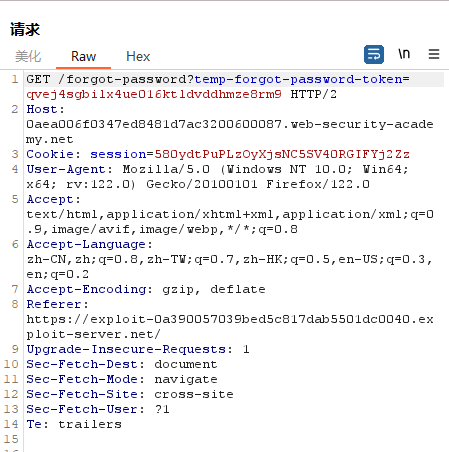 请求
美化 Raw Hex \n
1 GET /forgot-password?temp-forgot-password-token=
qvej4sgbilx4ue016ktldvddhmze8rm9 HTTP/2
2 Host:
0aea006f0347ed8481d7ac3200600087.web-security-acade
my.net
3 Cookie: session=580ydtPuPLzOyXjsNC5SV40RGIFYj2Zz
4 User-Agent: Mozilla/5.0 (Windows NT 10.0; Win64;
x64; rv:122.0) Gecko/20100101 Firefox/122.0
5 Accept:
text/html,application/xhtml+xml,application/xml;q=0
.9,image/avif,image/webp,*/*;q=0.8
6 Accept-Language:
zh-CN,zh;q=0.8,zh-TW;q=0.7,zh-HK;q=0.5,en-US;q=0.3,
en;q=0.2
7 Accept-Encoding: gzip, deflate
8 Referer:
https://exploit-0a390057039bed5c817dab5501dc0040.ex
ploit-server.net/
9 Upgrade-Insecure-Requests: 1
10 Sec-Fetch-Dest: document
11 Sec-Fetch-Mode: navigate
12 Sec-Fetch-Site: cross-site
13 Sec-Fetch-User: ?1
14 Te: trailers
15
16